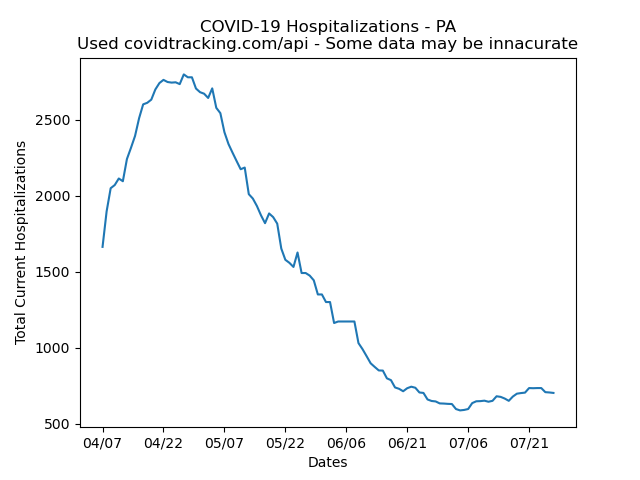 COVID-19 Hospitalizations - PA
Used covidtracking.com/api - Some data may be innacurate
Total Current Hospitalizations
2500
2000
1500
1000
500
04/07 04/22 05/07 05/22 06/06 06/21 07/06 07/21
Dates